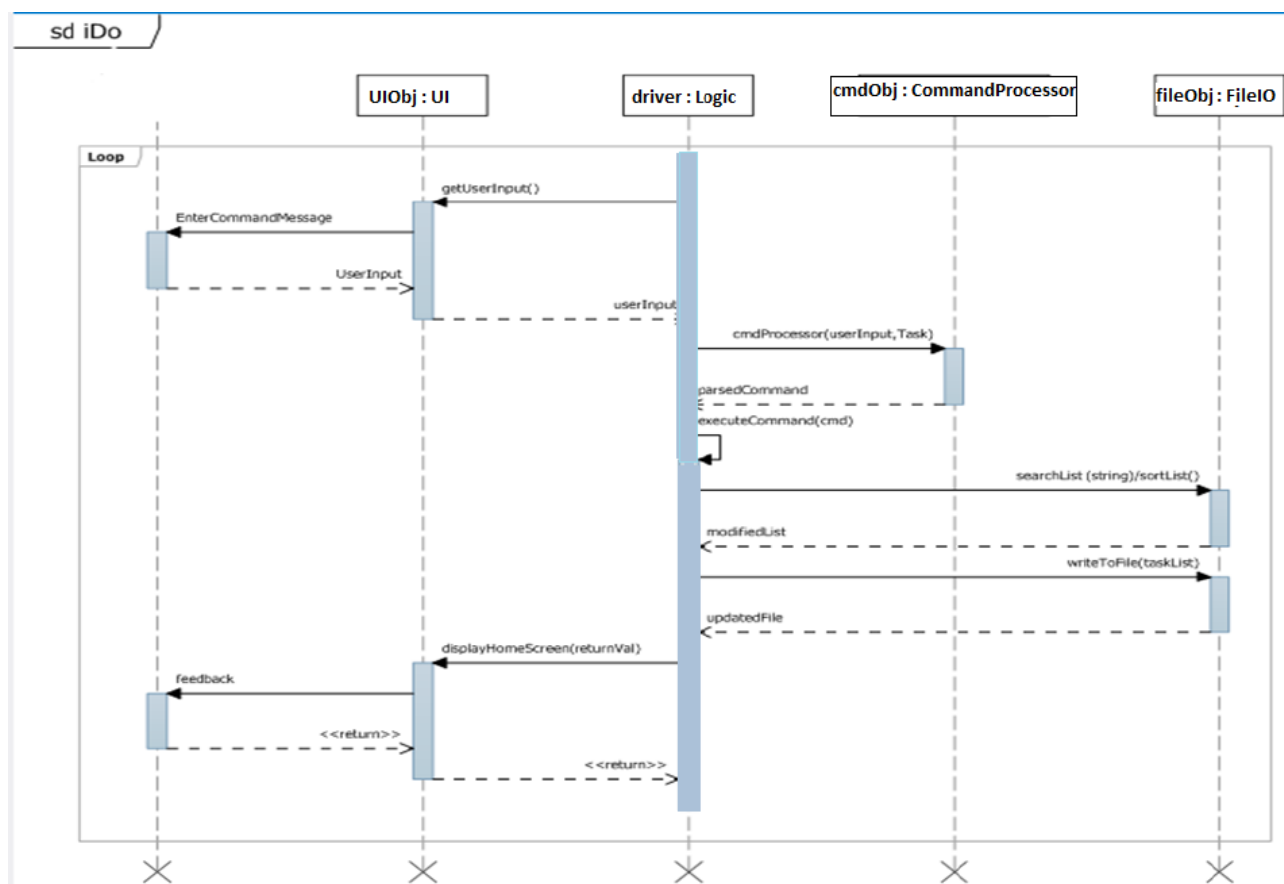 sd iDo
UIObj : UI
driver : Logic
cmdObj : CommandProcessor
fileObj : FileIO
Loop
getUserInput()
EnterCommandMessage
UserInput
userInput
cmdProcessor(userInput,Task)
parsedCommand
executeCommand(cmd)
searchList (string)/sortList()
modifiedList
writeToFile(taskList)
updatedFile
displayHomeScreen(returnVal)
feedback
<<return>>
<<return>>